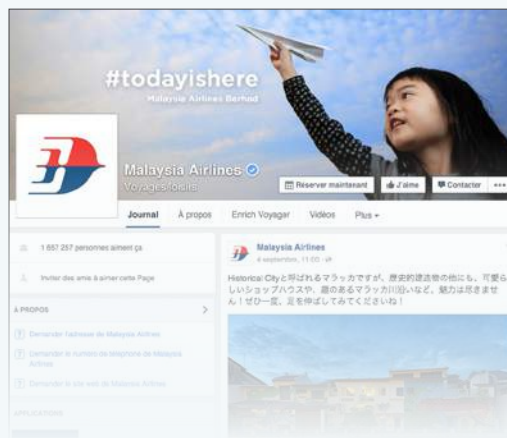 #todayishere
Malaysia Airlines Berhad
Malaysia Airlines
Voyages/loisirs
Réserver maintenant
J'aime
Contacter
Journal
À propos
Enrich Voyager
Vidéos
Plus
1 657 257 personnes aiment ça
Inviter des amis à aimer cette Page
À PROPOS
Demander l'adresse de Malaysia Airlines
Demander le numéro de téléphone de Malaysia
Airlines
Demander le site web de Malaysia Airlines
APPLICATIONS
Malaysia Airlines
4 septembre, 11:00
Historical Cityと呼ばれるマラッカですが、歴史的建造物の他にも、可愛ら
しいショップハウスや、趣のあるマラッカ川沿いなど、魅力は尽きませ
ん！ぜひ一度、足を伸ばしてみてくださいね！